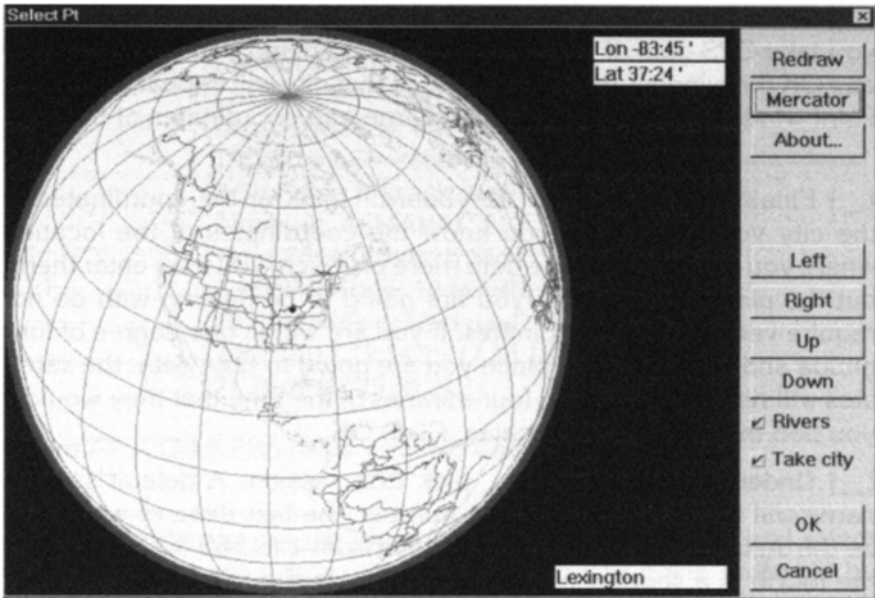 Select Pt
Lon -83:45 '
Lat 37:24 '
Redraw
Mercator
About...
Left
Right
Up
Down
Rivers
Take city
OK
Cancel
Lexington